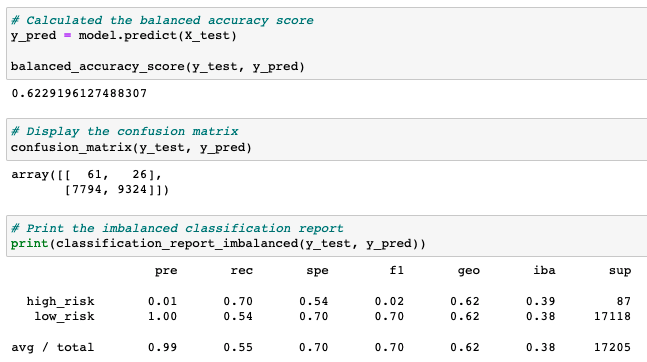 # Calculated the balanced accuracy score
y_pred = model.predict(X_test)
balanced_accuracy_score(y_test, y_pred)
0.6229196127488307
# Display the confusion matrix
confusion_matrix(y_test, y_pred)
array([[  61,   26],
       [7794, 9324]])
# Print the imbalanced classification report
print(classification_report_imbalanced(y_test, y_pred))
pre rec spe f1 geo iba sup
high_risk 0.01 0.70 0.54 0.02 0.62 0.39 87
low_risk 1.00 0.54 0.70 0.70 0.62 0.38 17118
avg / total 0.99 0.55 0.70 0.70 0.62 0.38 17205